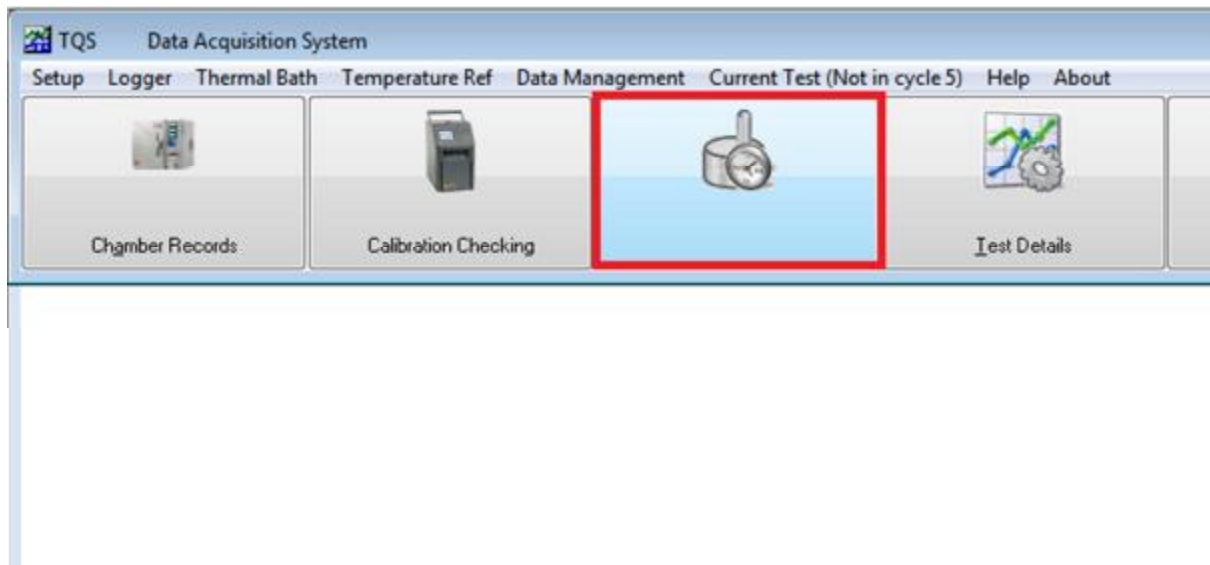 TQS Data Acquisition System
Setup Logger Thermal Bath Temperature Ref Data Management Current Test (Not in cycle 5) Help About
Chamber Records Calibration Checking Test Details